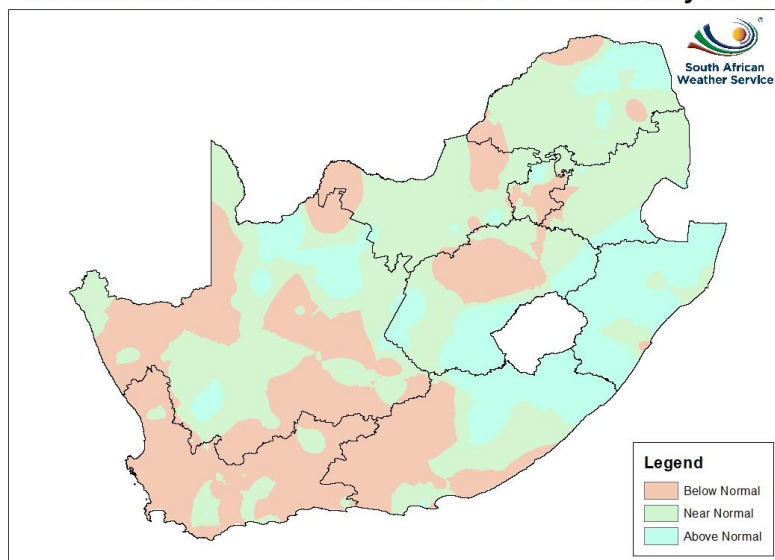 South African
Weather Service
Legend
Below Normal
Near Normal
Above Normal